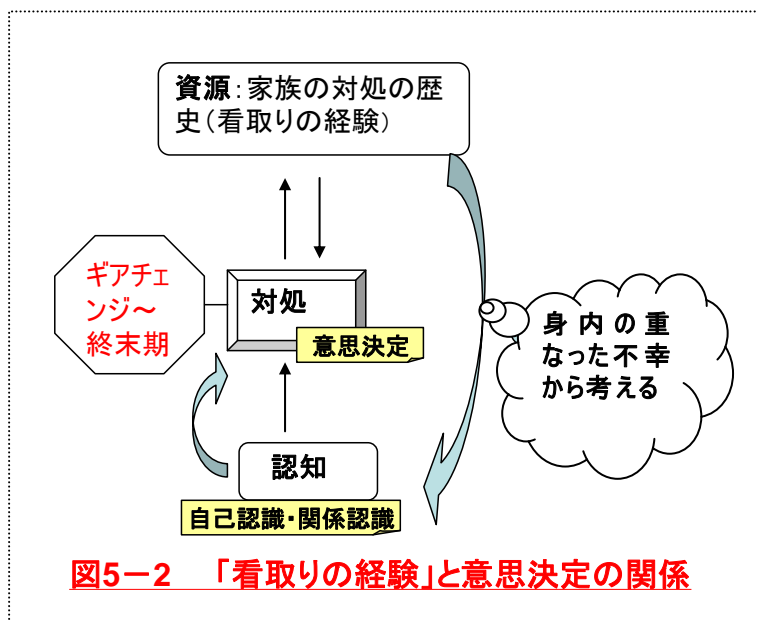 資源:家族の対処の歴
史(看取りの経験)
ギアチェ
ンジ~
終末期
対処
意思決定
身内の重
なった不幸
から考える
認知
自己認識・関係認識
図5-2 「看取りの経験」と意思決定の関係